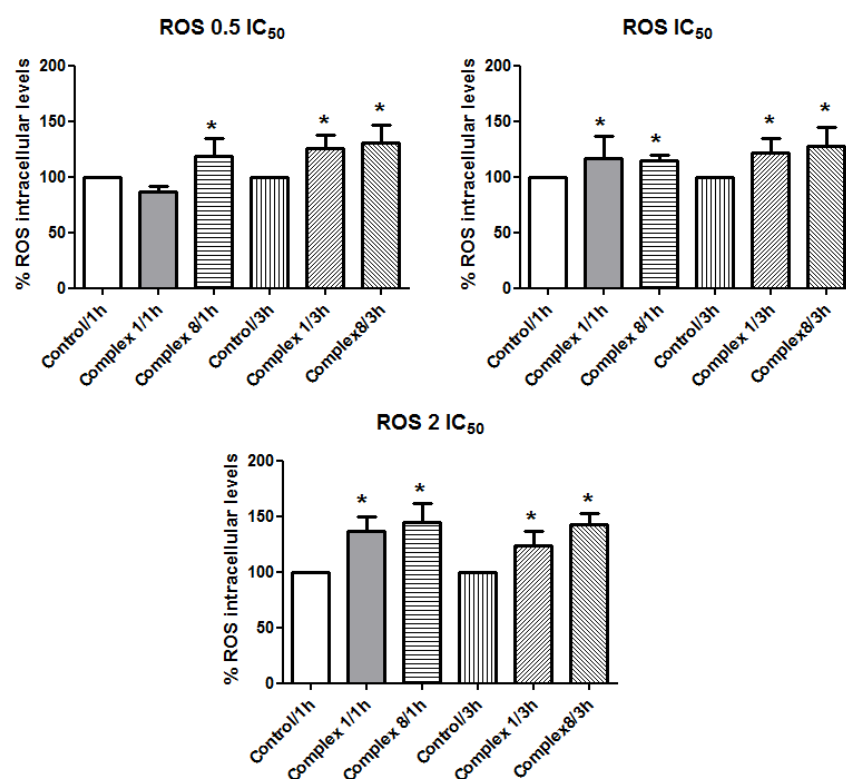 ROS 0.5 IC50
% ROS intracellular levels
200
150
100
50
0
*
*
*
Control/1h
Complex 1/1h
Complex 8/1h
Control/3h
Complex 1/3h
Complex8/3h
ROS IC50
% ROS intracellular levels
200
150
100
50
0
*
*
*
*
Control/1h
Complex 1/1h
Complex 8/1h
Control/3h
Complex 1/3h
Complex8/3h
ROS 2 IC50
% ROS intracellular levels
200
150
100
50
0
*
*
*
*
Control/1h
Complex 1/1h
Complex 8/1h
Control/3h
Complex 1/3h
Complex8/3h